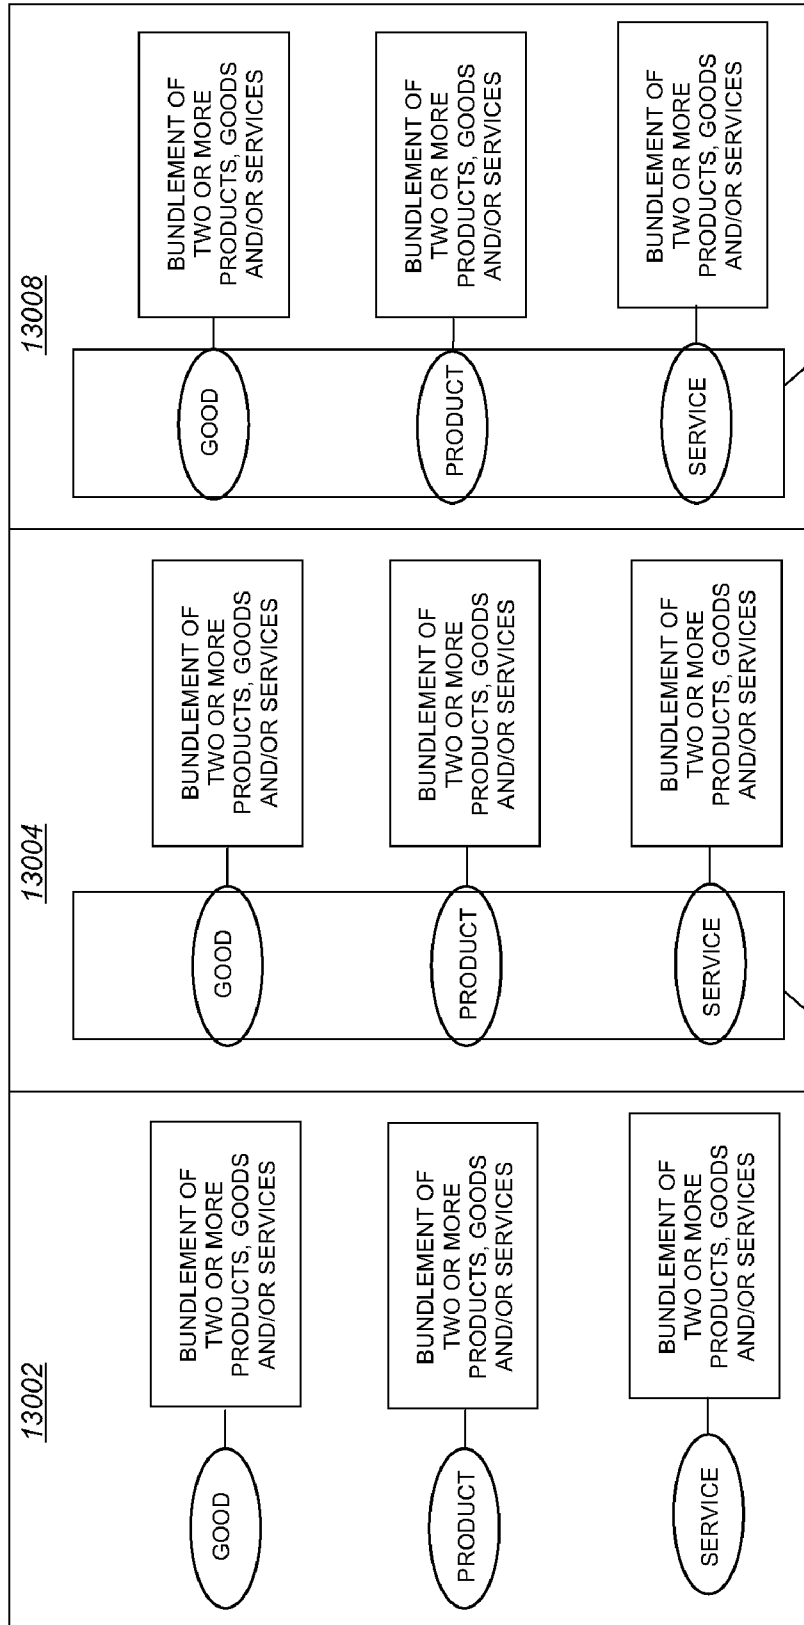 13002
GOOD
BUNDLEMENT OF
TWO OR MORE
PRODUCTS, GOODS
AND/OR SERVICES
PRODUCT
BUNDLEMENT OF
TWO OR MORE
PRODUCTS, GOODS
AND/OR SERVICES
SERVICE
BUNDLEMENT OF
TWO OR MORE
PRODUCTS, GOODS
AND/OR SERVICES
13004
GOOD
BUNDLEMENT OF
TWO OR MORE
PRODUCTS, GOODS
AND/OR SERVICES
PRODUCT
BUNDLEMENT OF
TWO OR MORE
PRODUCTS, GOODS
AND/OR SERVICES
SERVICE
BUNDLEMENT OF
TWO OR MORE
PRODUCTS, GOODS
AND/OR SERVICES
13008
GOOD
BUNDLEMENT OF
TWO OR MORE
PRODUCTS, GOODS
AND/OR SERVICES
PRODUCT
BUNDLEMENT OF
TWO OR MORE
PRODUCTS, GOODS
AND/OR SERVICES
SERVICE
BUNDLEMENT OF
TWO OR MORE
PRODUCTS, GOODS
AND/OR SERVICES